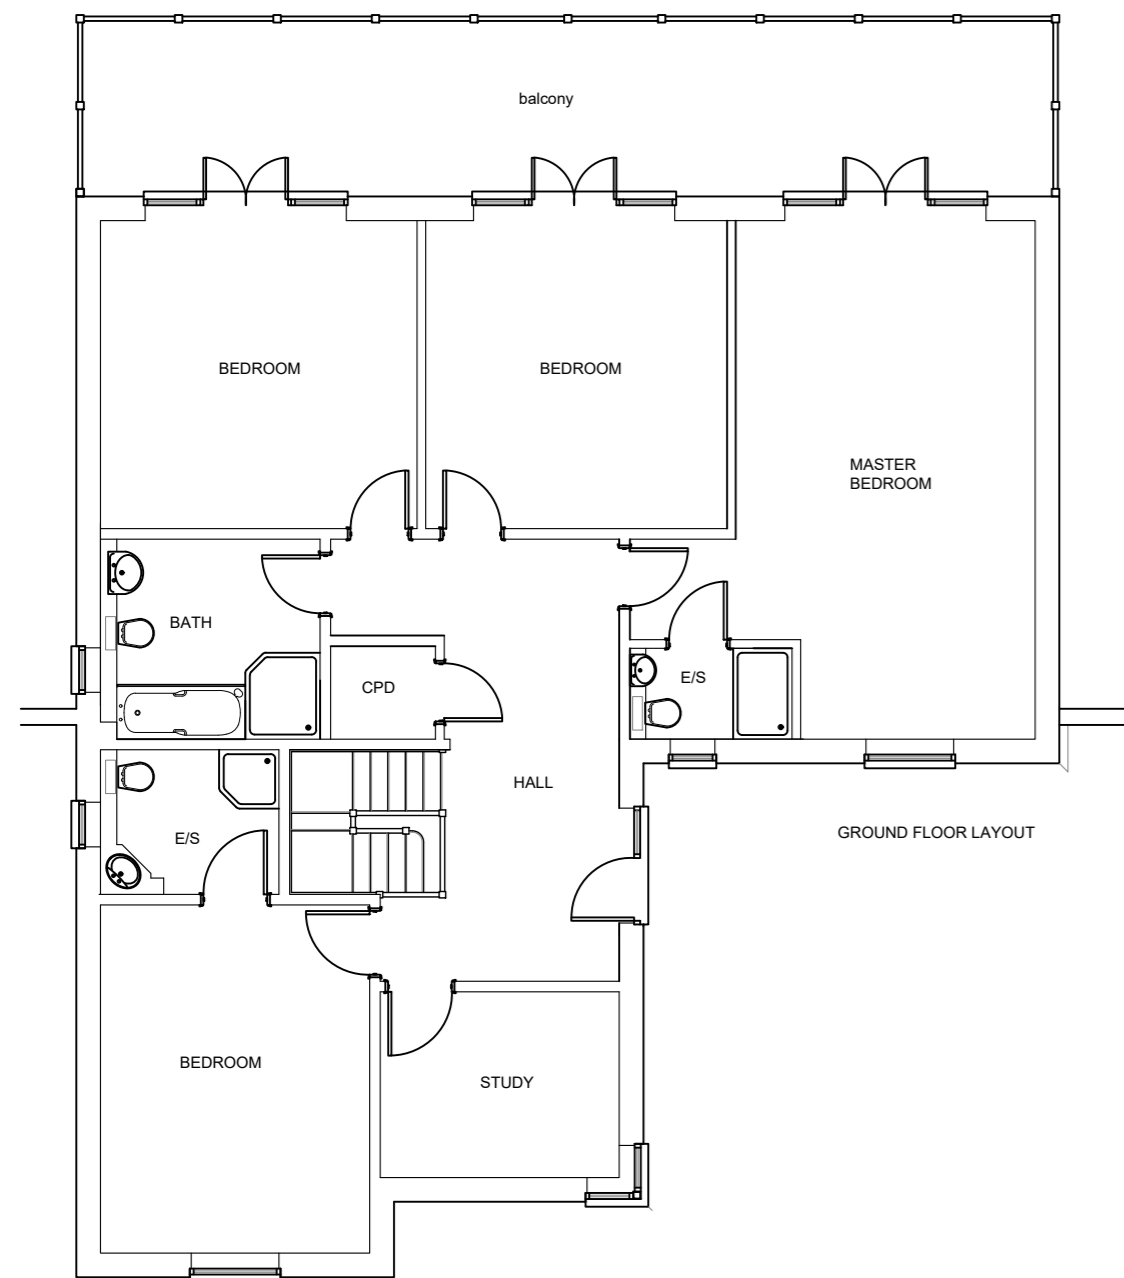 balcony
BEDROOM
BEDROOM
MASTER
BEDROOM
BATH
CPD
E/S
HALL
E/S
GROUND FLOOR LAYOUT
BEDROOM
STUDY